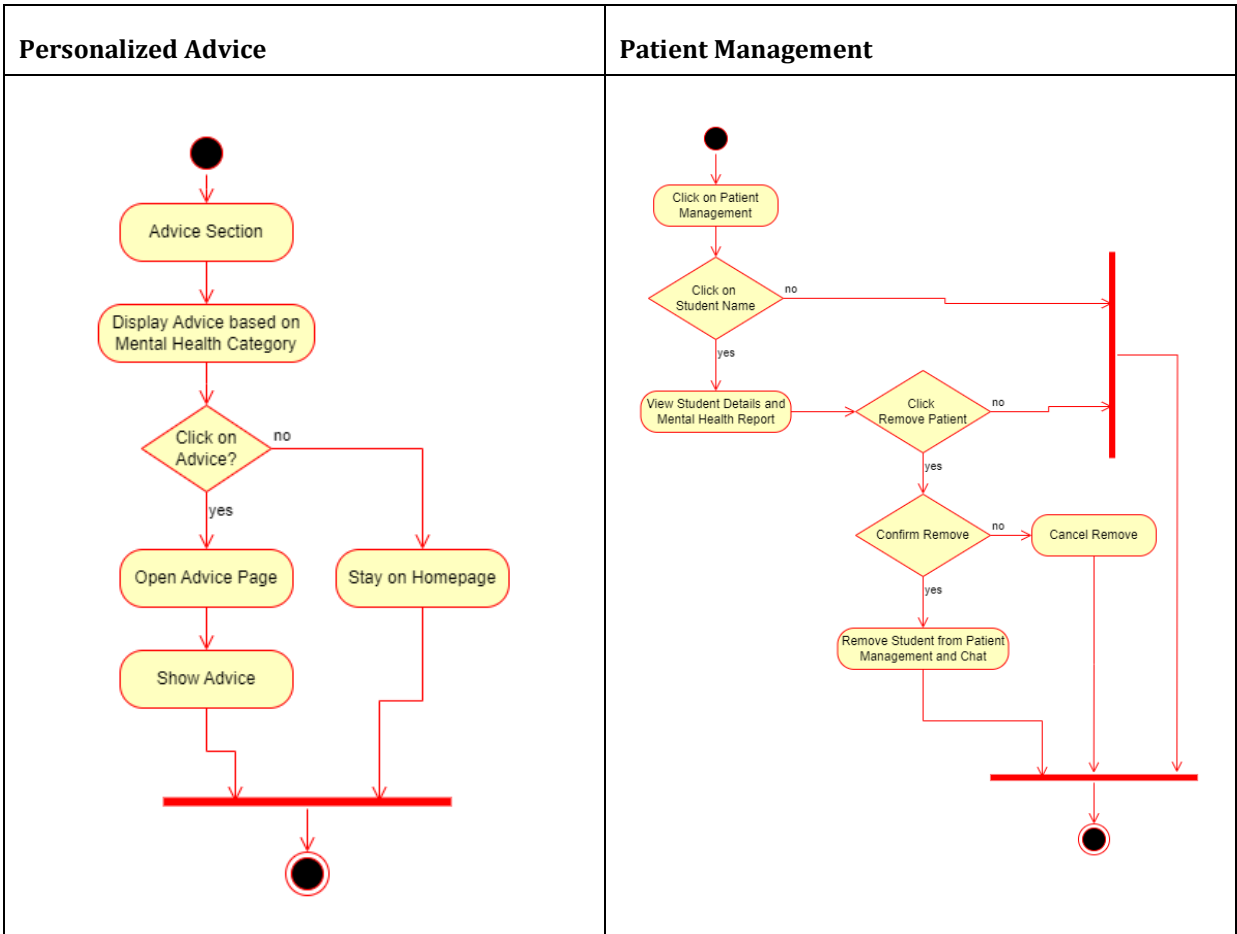 Personalized Advice
Patient Management
Advice Section
Display Advice based on
Mental Health Category
Click on
Advice?
no
yes
Open Advice Page
Stay on Homepage
Show Advice
Click on Patient
Management
Click on
Student Name
no
yes
View Student Details and
Mental Health Report
Click
Remove Patient
no
yes
Confirm Remove
no
Cancel Remove
yes
Remove Student from Patient
Management and Chat